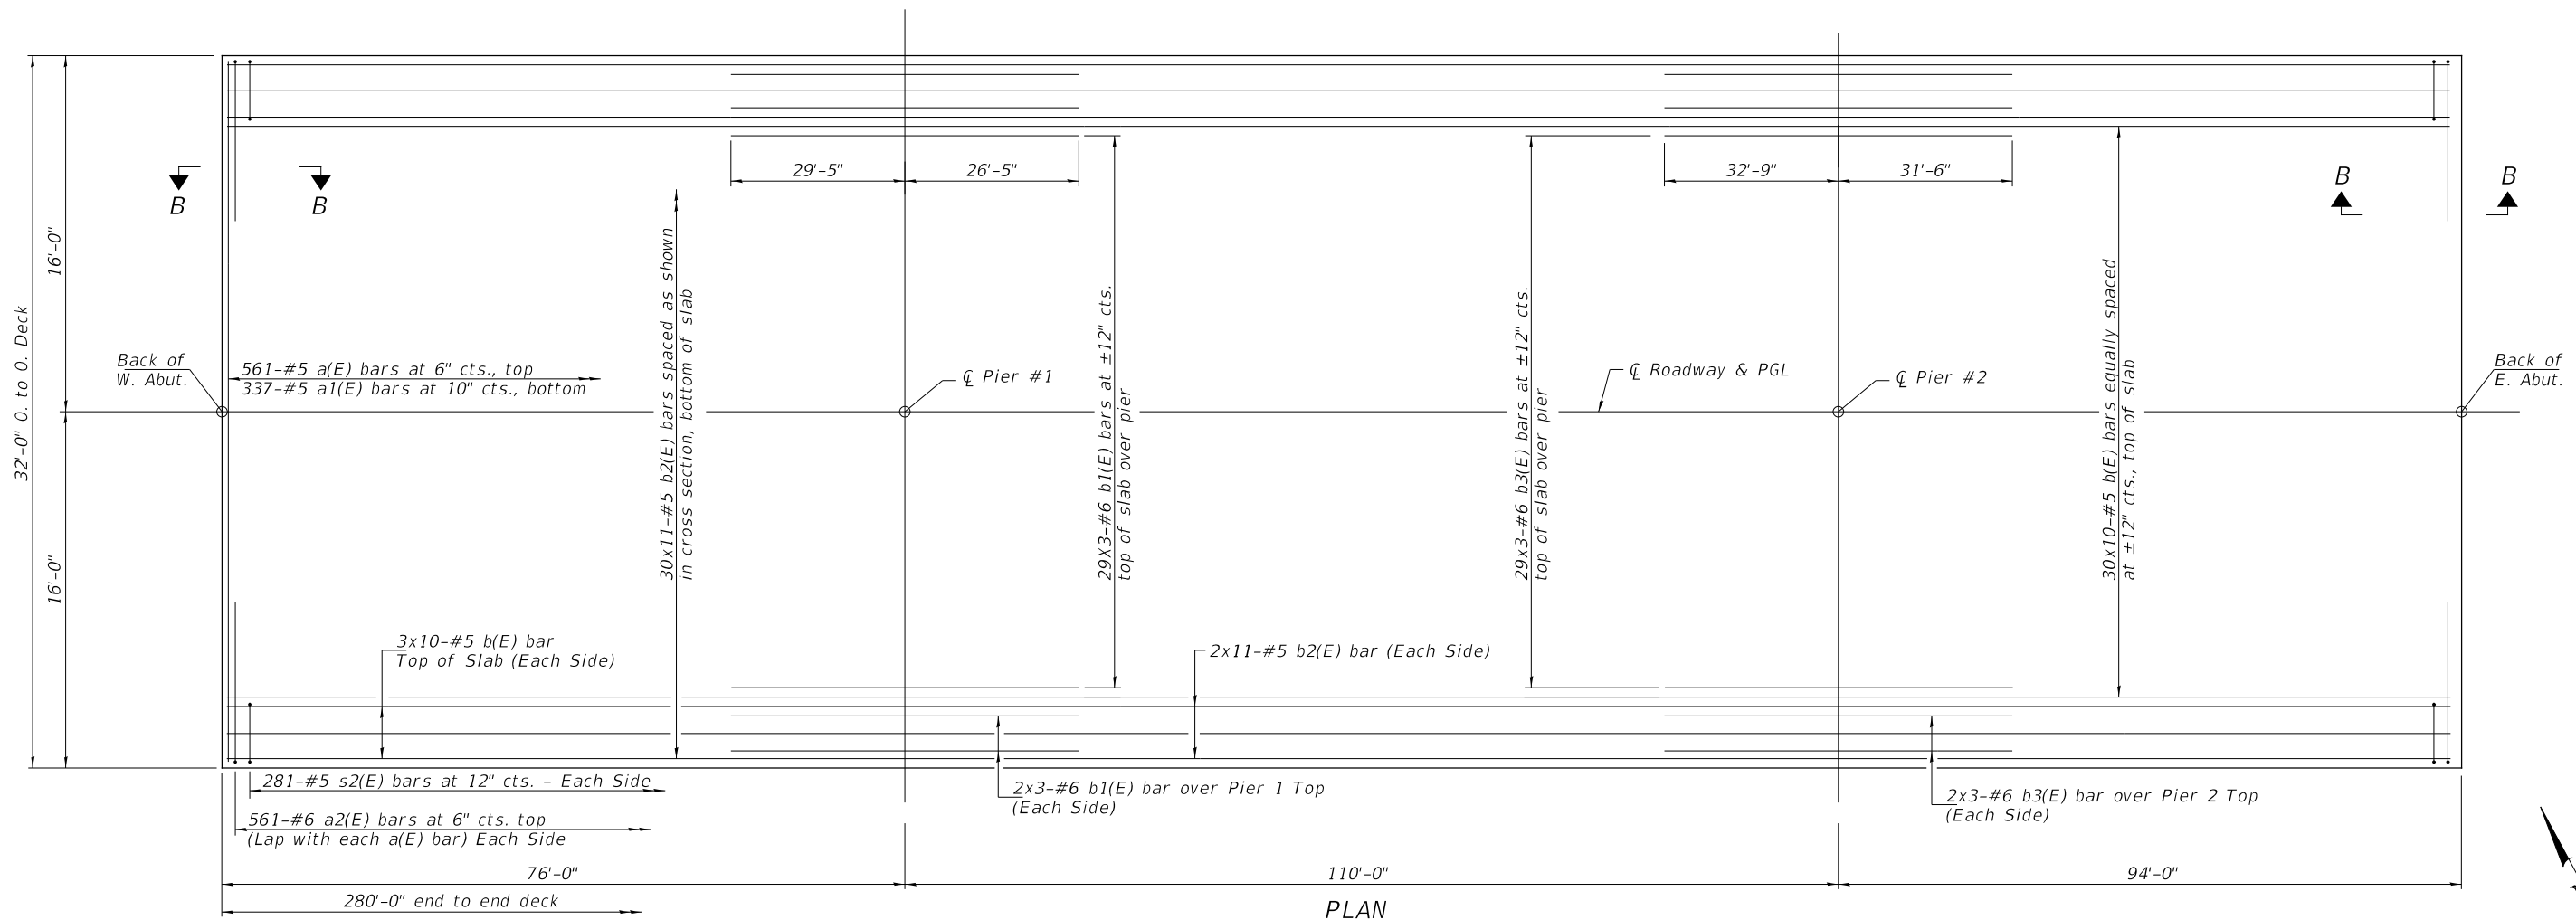 29'-5"
26'-5"
32'-9"
31'-6"
B
B
B
B
16'-0"
16'-0"
32'-0" O. to O. Deck
Back of
W. Abut.
561-#5 a(E) bars at 6" cts., top
337-#5 a1(E) bars at 10" cts., bottom
30x11-#5 b2(E) bars spaced as shown
in cross section, bottom of slab
℄ Pier #1
29X3-#6 b1(E) bars at ±12" cts.
top of slab over pier
29x3-#6 b3(E) bars at ±12" cts.
top of slab over pier
℄ Roadway & PGL
℄ Pier #2
30x10-#5 b(E) bars equally spaced
at ±12" cts., top of slab
Back of
E. Abut.
3x10-#5 b(E) bar
Top of Slab (Each Side)
2x11-#5 b2(E) bar (Each Side)
281-#5 s2(E) bars at 12" cts. - Each Side
561-#6 a2(E) bars at 6" cts. top
(Lap with each a(E) bar) Each Side
2x3-#6 b1(E) bar over Pier 1 Top
(Each Side)
2x3-#6 b3(E) bar over Pier 2 Top
(Each Side)
76'-0"
110'-0"
94'-0"
280'-0" end to end deck
PLAN